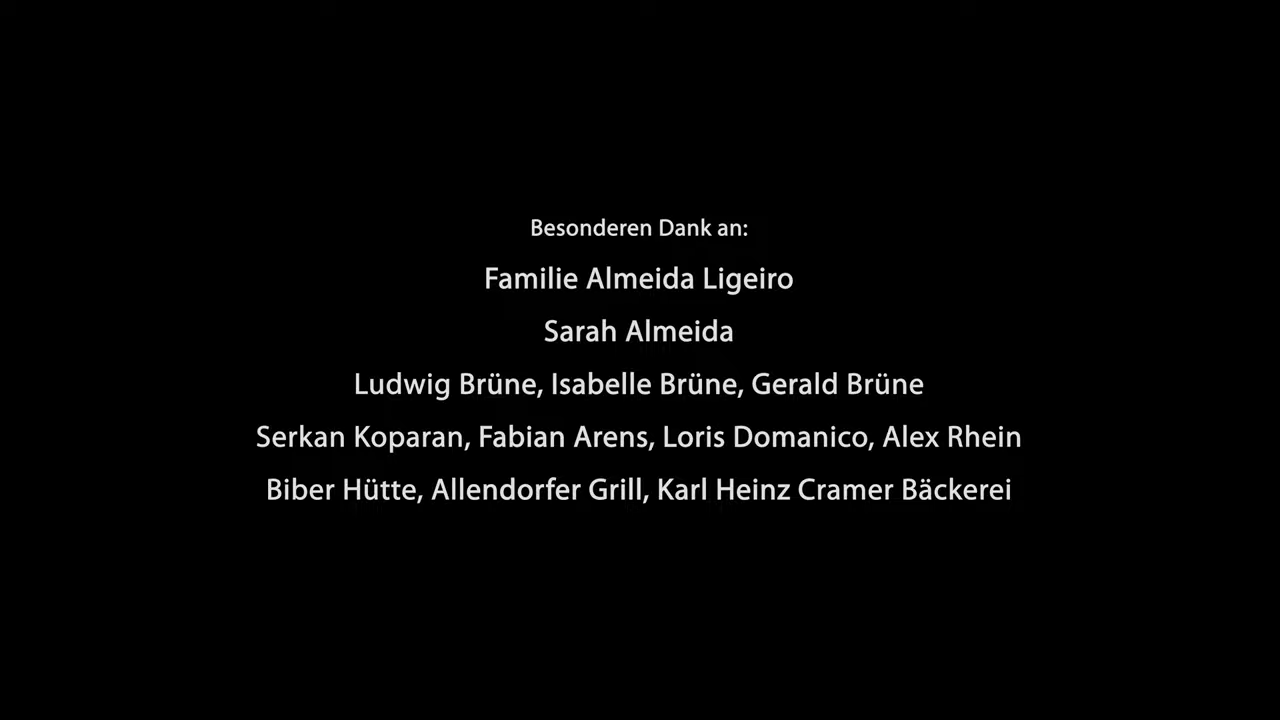 Besonderen Dank an:
Familie Almeida Ligeiro
Sarah Almeida
Ludwig Brüne, Isabelle Brüne, Gerald Brüne
Serkan Koparan, Fabian Arens, Loris Domanico, Alex Rhein
Biber Hütte, Allendorfer Grill, Karl Heinz Cramer Bäckerei